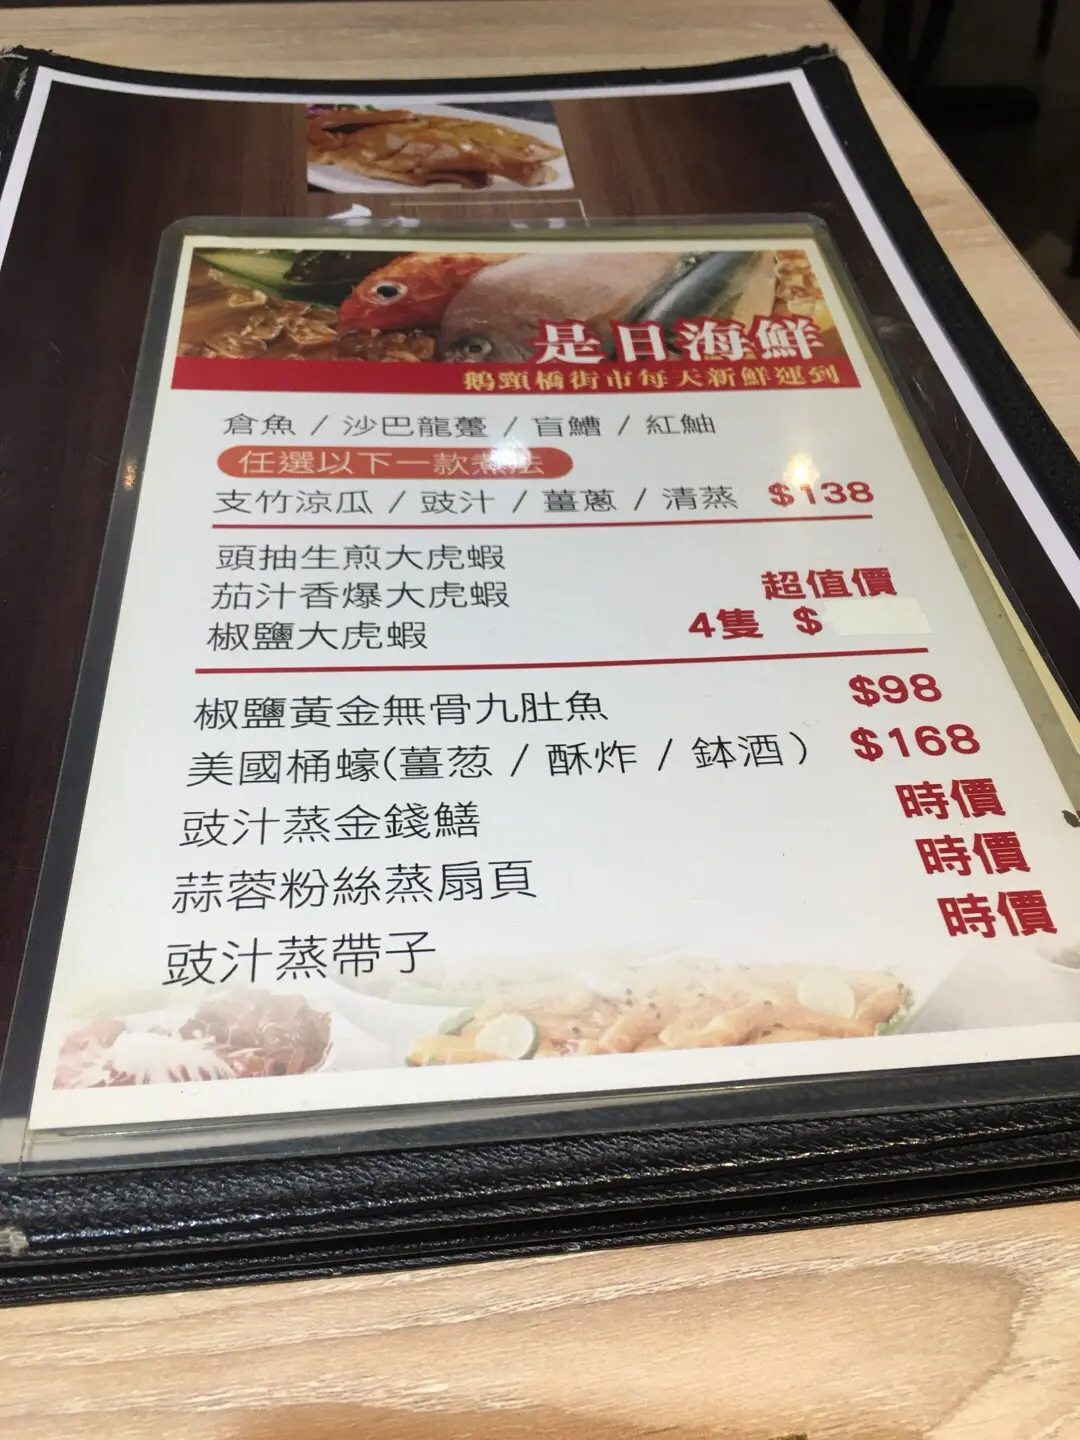 是日海鮮
鵝頸橋街市每天新鮮運到
倉魚 / 沙巴龍躉 / 盲鰽 / 紅鮋
任選以下一款煮法
支竹涼瓜 / 豉汁 / 薑蔥 / 清蒸 $138
頭抽生煎大虎蝦
茄汁香爆大虎蝦 超值價
椒鹽大虎蝦 4隻 $
椒鹽黃金無骨九肚魚 $98
美國桶蠔(薑葱 / 酥炸 / 鉢酒) $168
豉汁蒸金錢鱔 時價
蒜蓉粉絲蒸扇頁 時價
豉汁蒸帶子 時價